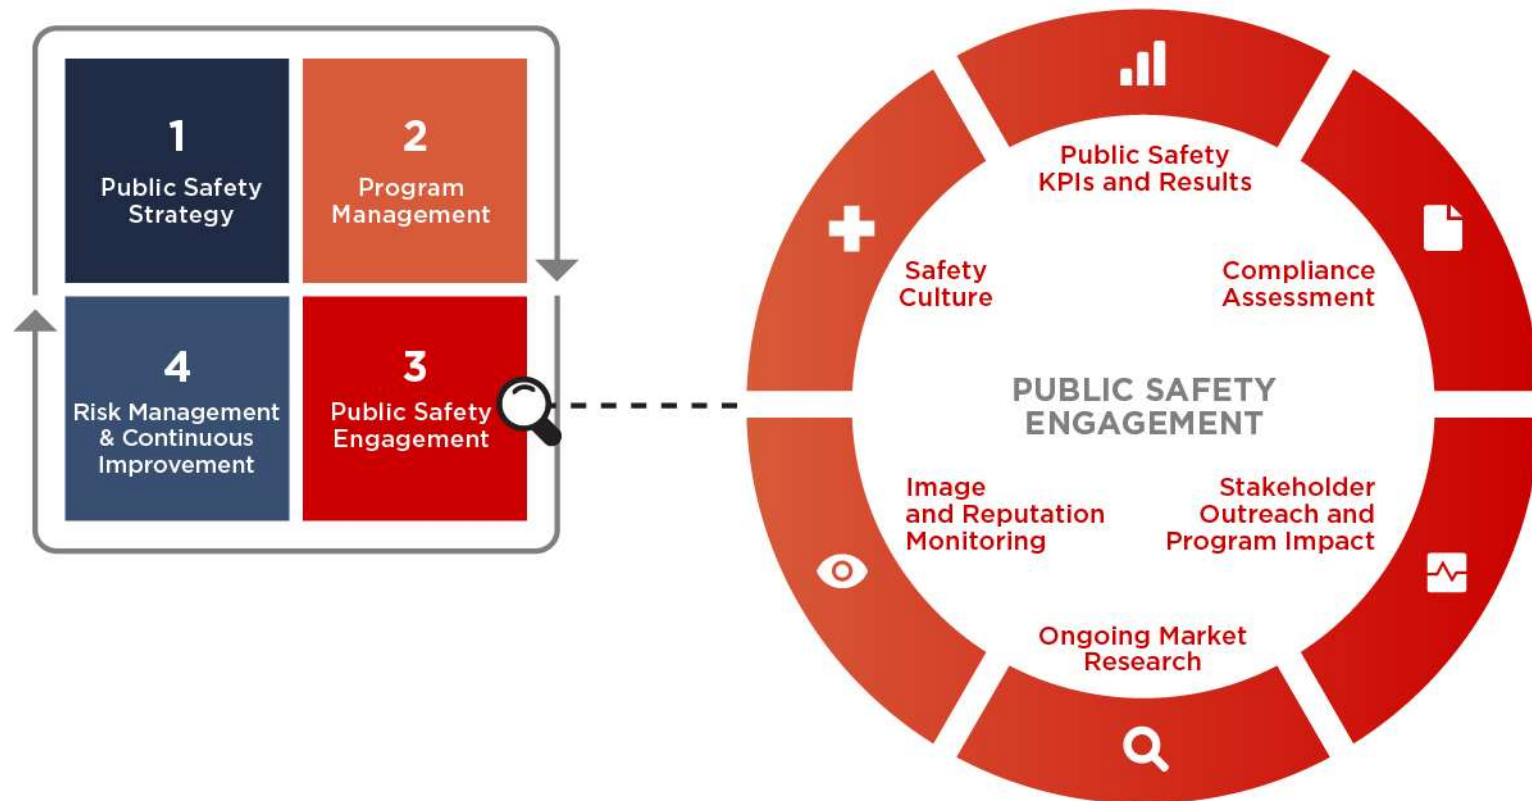 1
Public Safety
Strategy
2
Program
Management
4
Risk Management
& Continuous
Improvement
3
Public Safety
Engagement
Public Safety
KPIs and Results
Safety
Culture
Compliance
Assessment
PUBLIC SAFETY
ENGAGEMENT
Image
and Reputation
Monitoring
Stakeholder
Outreach and
Program Impact
Ongoing Market
Research